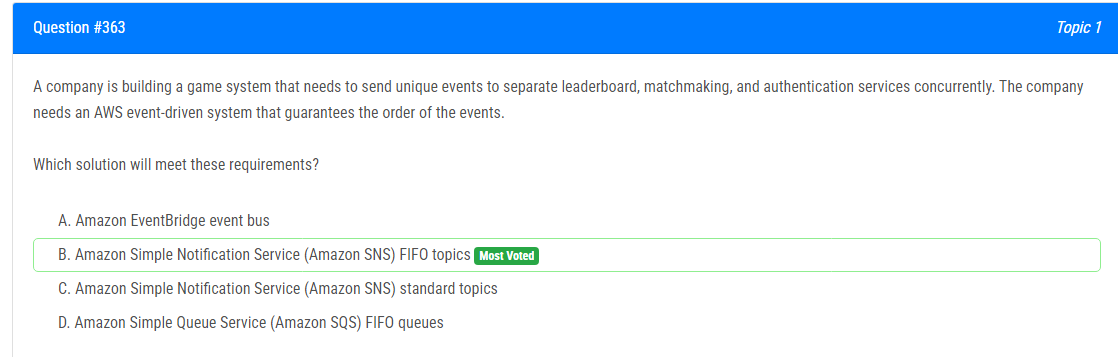 Question #363
Topic 1
A company is building a game system that needs to send unique events to separate leaderboard, matchmaking, and authentication services concurrently. The company
needs an AWS event-driven system that guarantees the order of the events.
Which solution will meet these requirements?
A. Amazon EventBridge event bus
B. Amazon Simple Notification Service (Amazon SNS) FIFO topics Most Voted
C. Amazon Simple Notification Service (Amazon SNS) standard topics
D. Amazon Simple Queue Service (Amazon SQS) FIFO queues